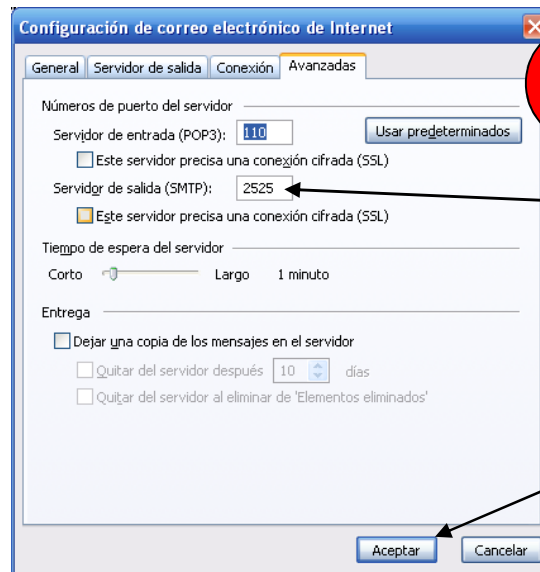 Configuración de correo electrónico de Internet
General Servidor de salida Conexión Avanzadas
Números de puerto del servidor
Servidor de entrada (POP3): 110 Usar predeterminados
Este servidor precisa una conexión cifrada (SSL)
Servidor de salida (SMTP): 2525
Este servidor precisa una conexión cifrada (SSL)
Tiempo de espera del servidor
Corto Largo 1 minuto
Entrega
Dejar una copia de los mensajes en el servidor
Quitar del servidor después 10 días
Quitar del servidor al eliminar de 'Elementos eliminados'
Aceptar Cancelar